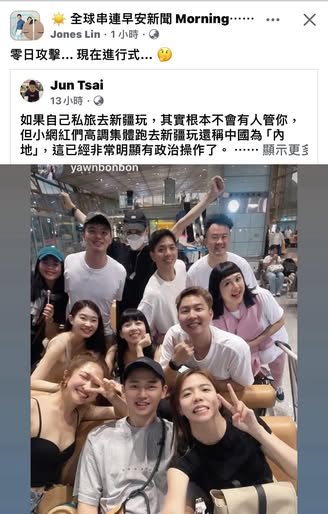 ☀️ 全球串連早安新聞 Morning……
Jones Lin · 1 小時 ·
零日攻擊... 現在進行式... 🤔
Jun Tsai
13 小時 ·
如果自己私旅去新疆玩，其實根本不會有人管你，
但小網紅們高調集體跑去新疆玩還稱中國為「內
地」，這已經非常明顯有政治操作了。 …… 顯示更多
yawnbonbon